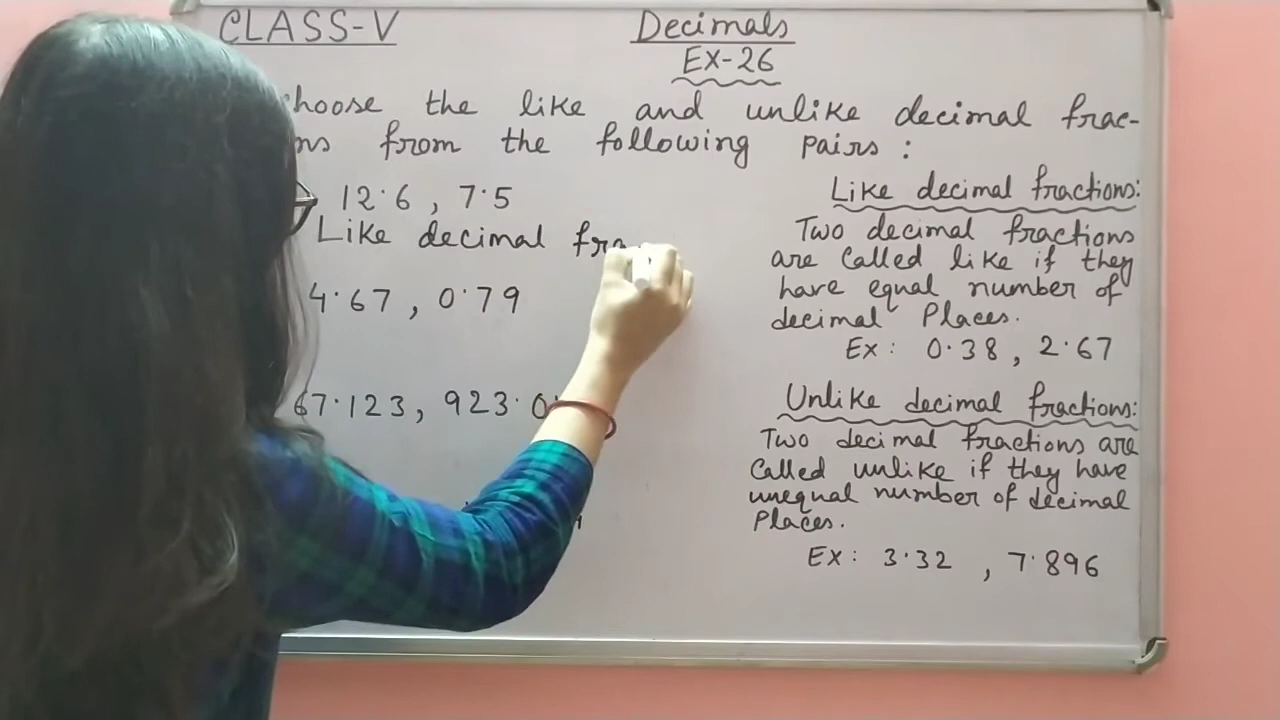 CLASS-V
Decimals
EX-26
hoose the like and unlike decimal frac-
ns from the following pairs :
12.6 , 7.5
Like decimal fra
4.67 , 0.79
67.123, 923.0
Like decimal fractions:
Two decimal fractions
are Called like if they
have equal number of
decimal Places.
Ex : 0.38 , 2.67
Unlike decimal fractions:
Two decimal fractions are
Called unlike if they have
unequal number of decimal
Places.
Ex : 3.32 , 7.896